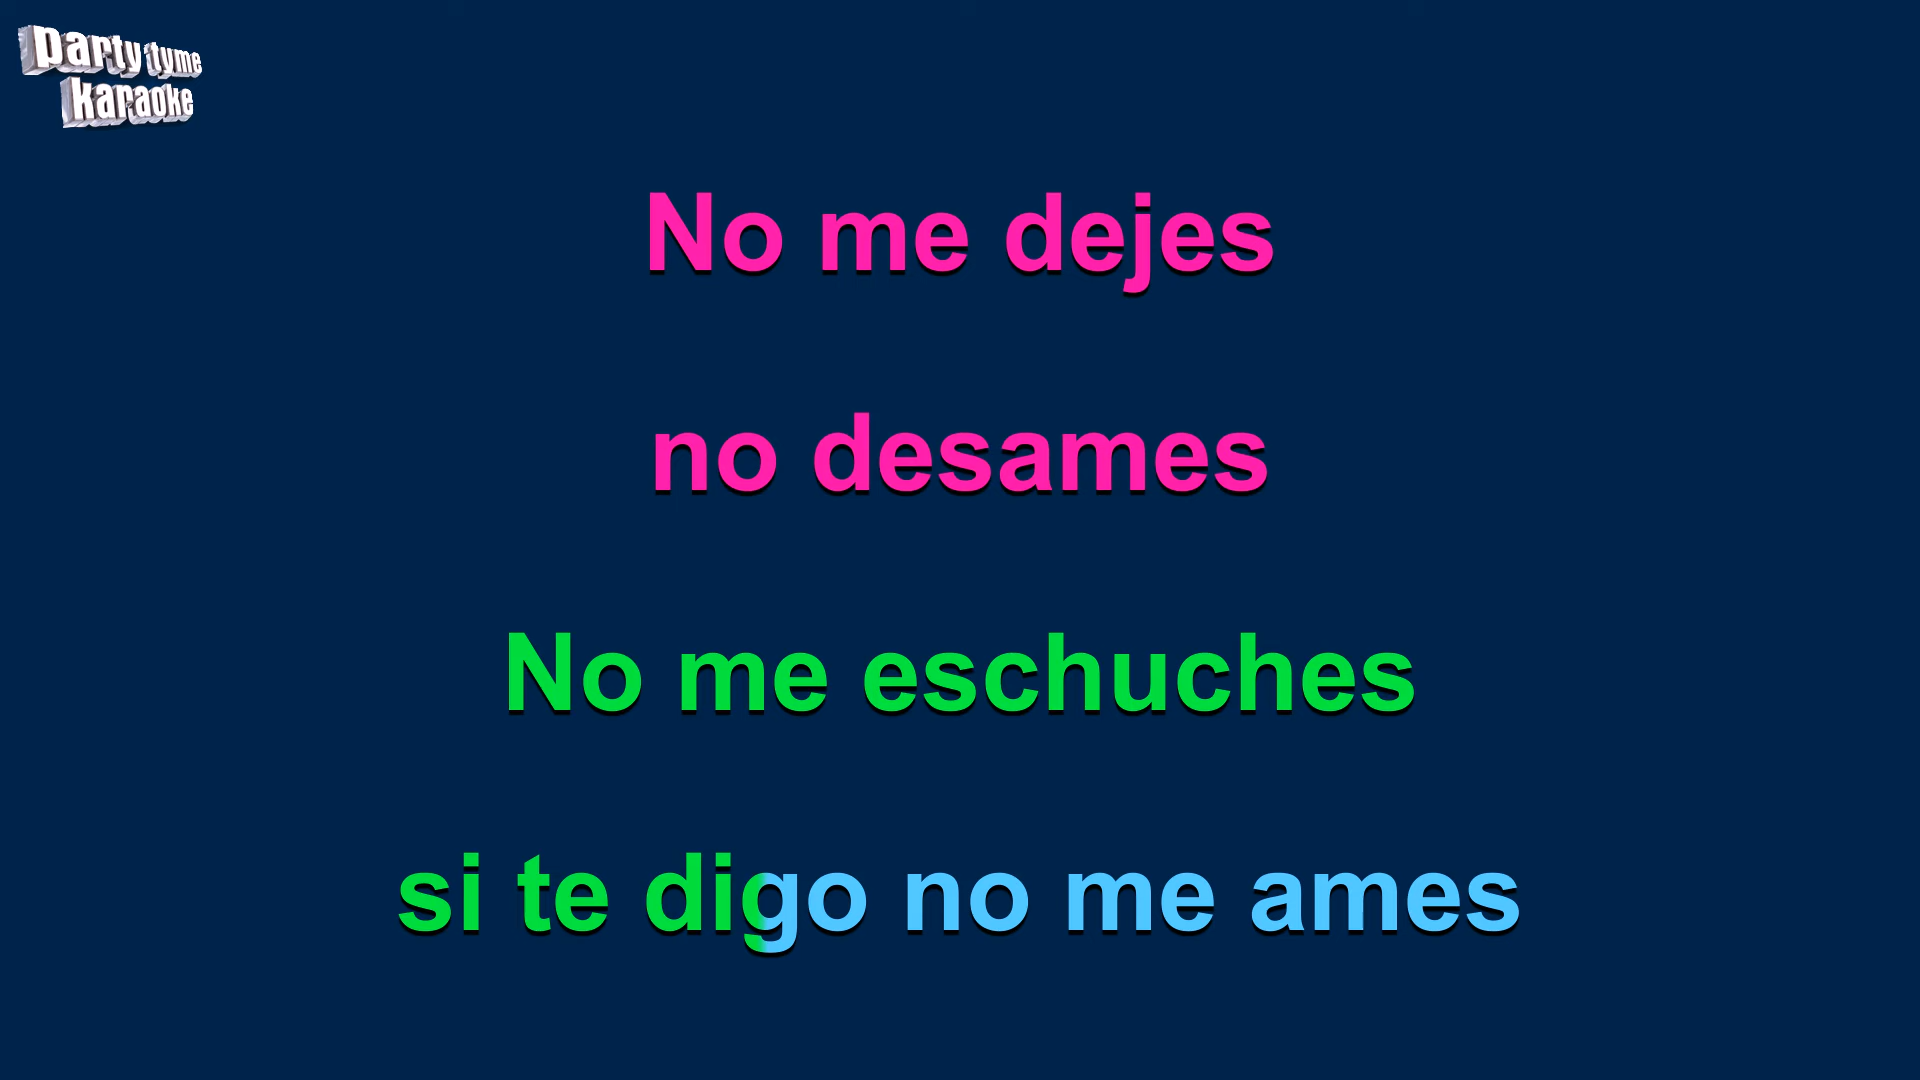 party tyme
karaoke
No me dejes
no desames
No me eschuches
si te digo no me ames